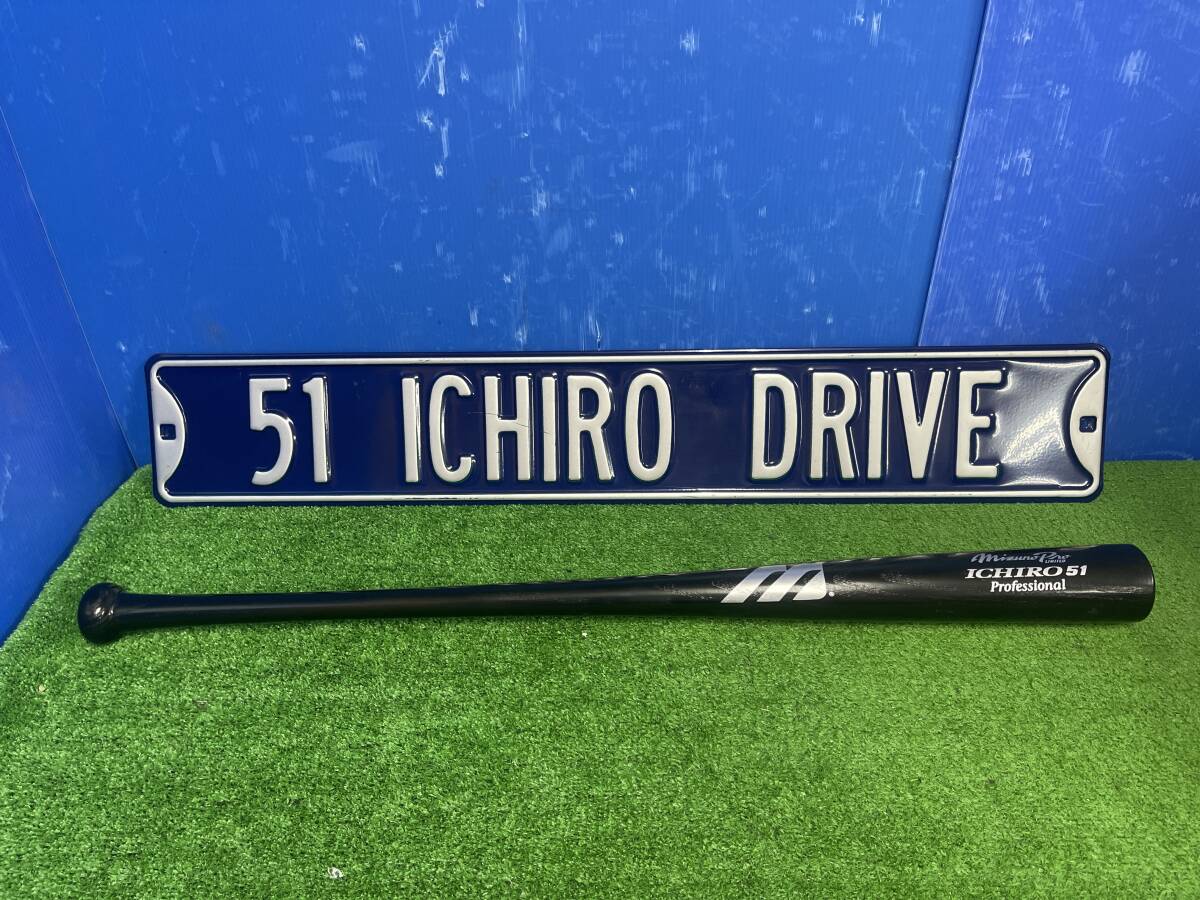 51 ICHIRO DRIVE
Mizuno Pro
ICHIRO 51
Professional